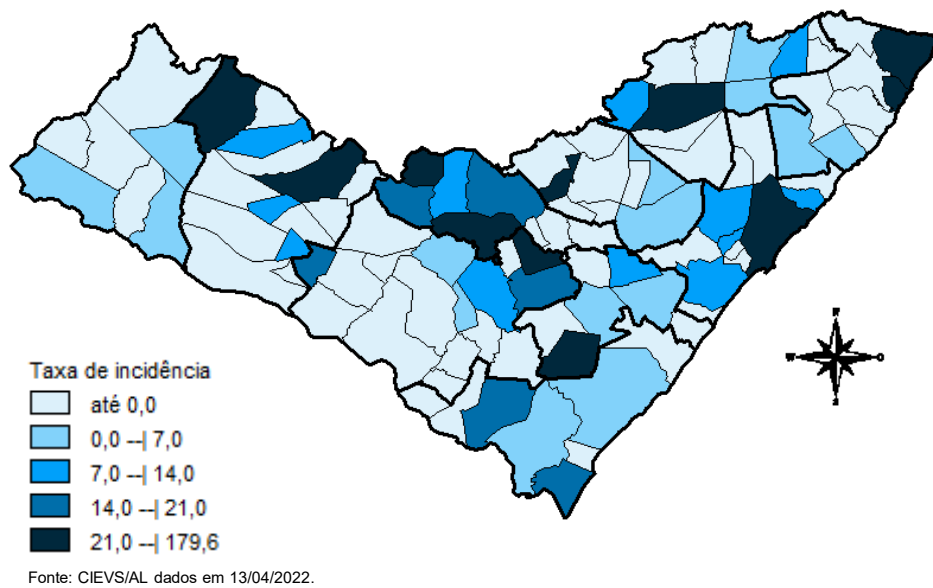 Taxa de incidência
até 0,0
0,0 --| 7,0
7,0 --| 14,0
14,0 --| 21,0
21,0 --| 179,6
Fonte: CIEVS/AL dados em 13/04/2022.